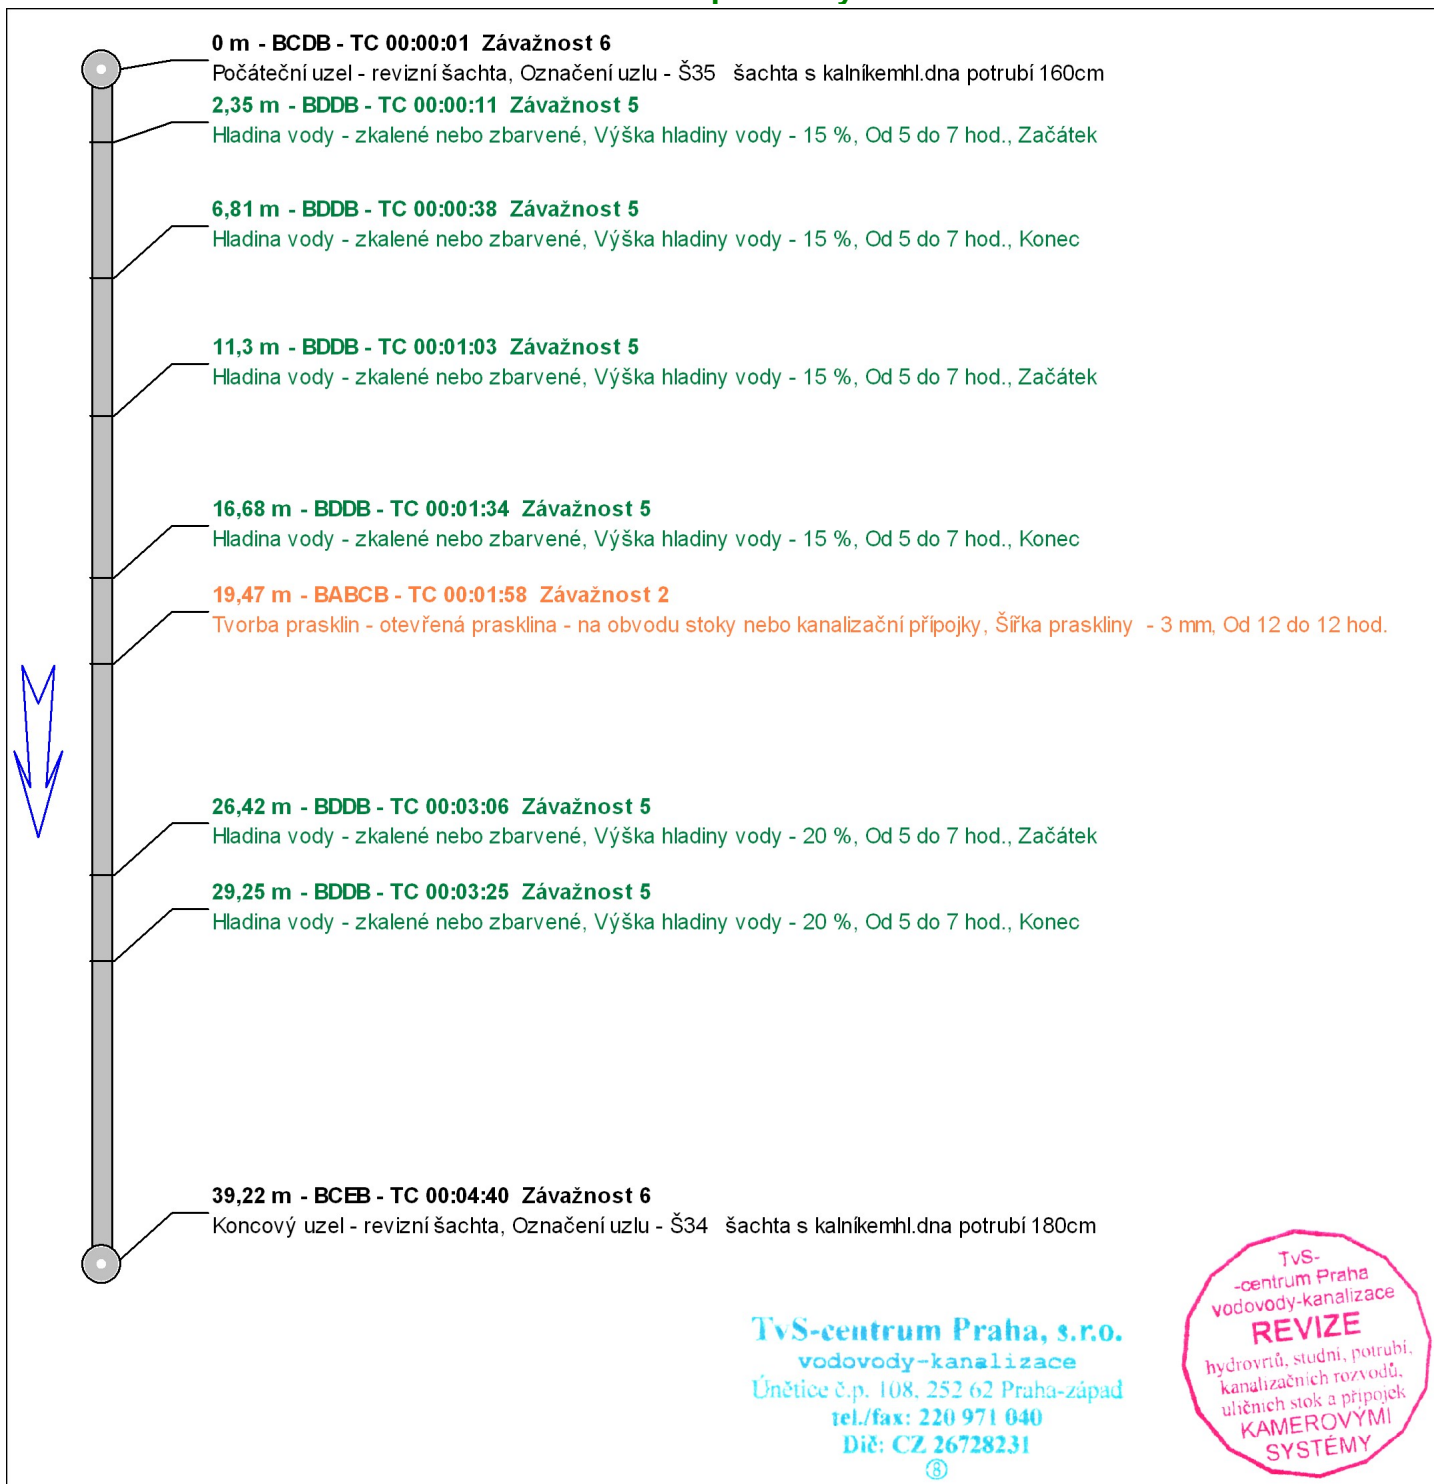 0 m - BCDB - TC 00:00:01 Závažnost 6
Počáteční uzel - revizní šachta, Označení uzlu - Š35 šachta s kalníkemhl.dna potrubí 160cm
2,35 m - BDDB - TC 00:00:11 Závažnost 5
Hladina vody - zkalené nebo zbarvené, Výška hladiny vody - 15 %, Od 5 do 7 hod., Začátek
6,81 m - BDDB - TC 00:00:38 Závažnost 5
Hladina vody - zkalené nebo zbarvené, Výška hladiny vody - 15 %, Od 5 do 7 hod., Konec
11,3 m - BDDB - TC 00:01:03 Závažnost 5
Hladina vody - zkalené nebo zbarvené, Výška hladiny vody - 15 %, Od 5 do 7 hod., Začátek
16,68 m - BDDB - TC 00:01:34 Závažnost 5
Hladina vody - zkalené nebo zbarvené, Výška hladiny vody - 15 %, Od 5 do 7 hod., Konec
19,47 m - BABCB - TC 00:01:58 Závažnost 2
Tvorba prasklin - otevřená prasklina - na obvodu stoky nebo kanalizační přípojky, Šířka praskliny - 3 mm, Od 12 do 12 hod.
26,42 m - BDDB - TC 00:03:06 Závažnost 5
Hladina vody - zkalené nebo zbarvené, Výška hladiny vody - 20 %, Od 5 do 7 hod., Začátek
29,25 m - BDDB - TC 00:03:25 Závažnost 5
Hladina vody - zkalené nebo zbarvené, Výška hladiny vody - 20 %, Od 5 do 7 hod., Konec
39,22 m - BCEB - TC 00:04:40 Závažnost 6
Koncový uzel - revizní šachta, Označení uzlu - Š34 šachta s kalníkemhl.dna potrubí 180cm
TvS-centrum Praha, s.r.o.
vodovody-kanalizace
Únětice č.p. 108, 252 62 Praha-západ
tel./fax: 220 971 040
Dič: CZ 26728231
8
TvS-
-centrum Praha
vodovody-kanalizace
REVIZE
hydrovrtů, studní, potrubí,
kanalizačních rozvodů,
uličních stok a přípojek
KAMEROVÝMI
SYSTÉMY